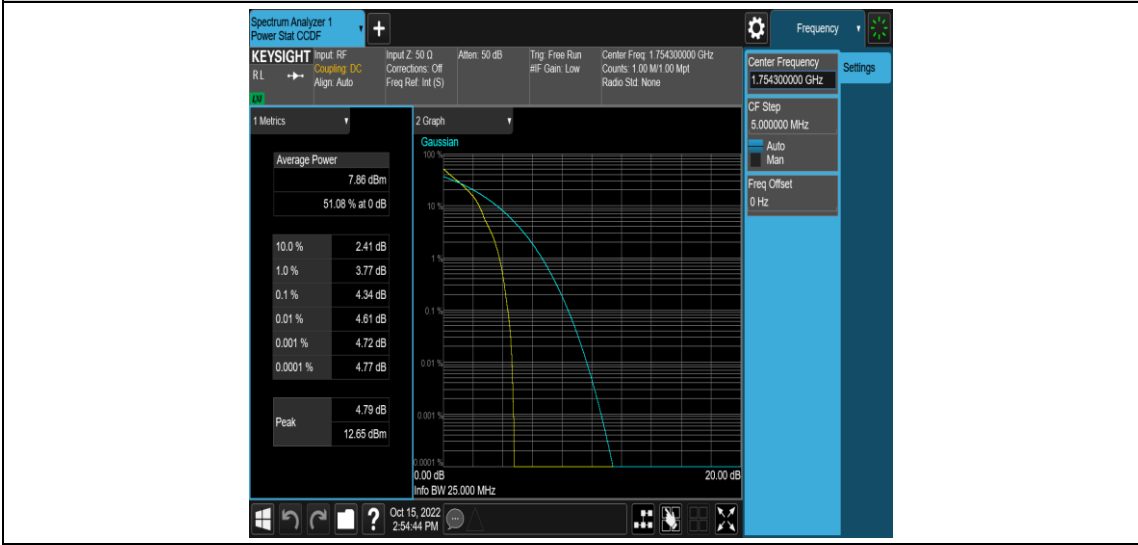 Spectrum Analyzer 1
Power Stat CCDF
+
Frequency
KEYSIGHT
RL
LXI
Input: RF
Coupling: DC
Align: Auto
Input Z: 50 Ω
Corrections: Off
Freq Ref: Int (S)
Atten: 50 dB
Trig: Free Run
#IF Gain: Low
Center Freq: 1.754300000 GHz
Counts: 1.00 M/1.00 Mpt
Radio Std: None
Center Frequency
1.754300000 GHz
Settings
CF Step
5.000000 MHz
Auto
Man
Freq Offset
0 Hz
1 Metrics
Average Power
7.86 dBm
51.08 % at 0 dB
10.0 % 2.41 dB
1.0 % 3.77 dB
0.1 % 4.34 dB
0.01 % 4.61 dB
0.001 % 4.72 dB
0.0001 % 4.77 dB
Peak
4.79 dB
12.65 dBm
2 Graph
Gaussian
100 %
10 %
1 %
0.1 %
0.01 %
0.001 %
0.0001 %
0.00 dB 20.00 dB
Info BW 25.000 MHz
?
Oct 15, 2022
2:54:44 PM